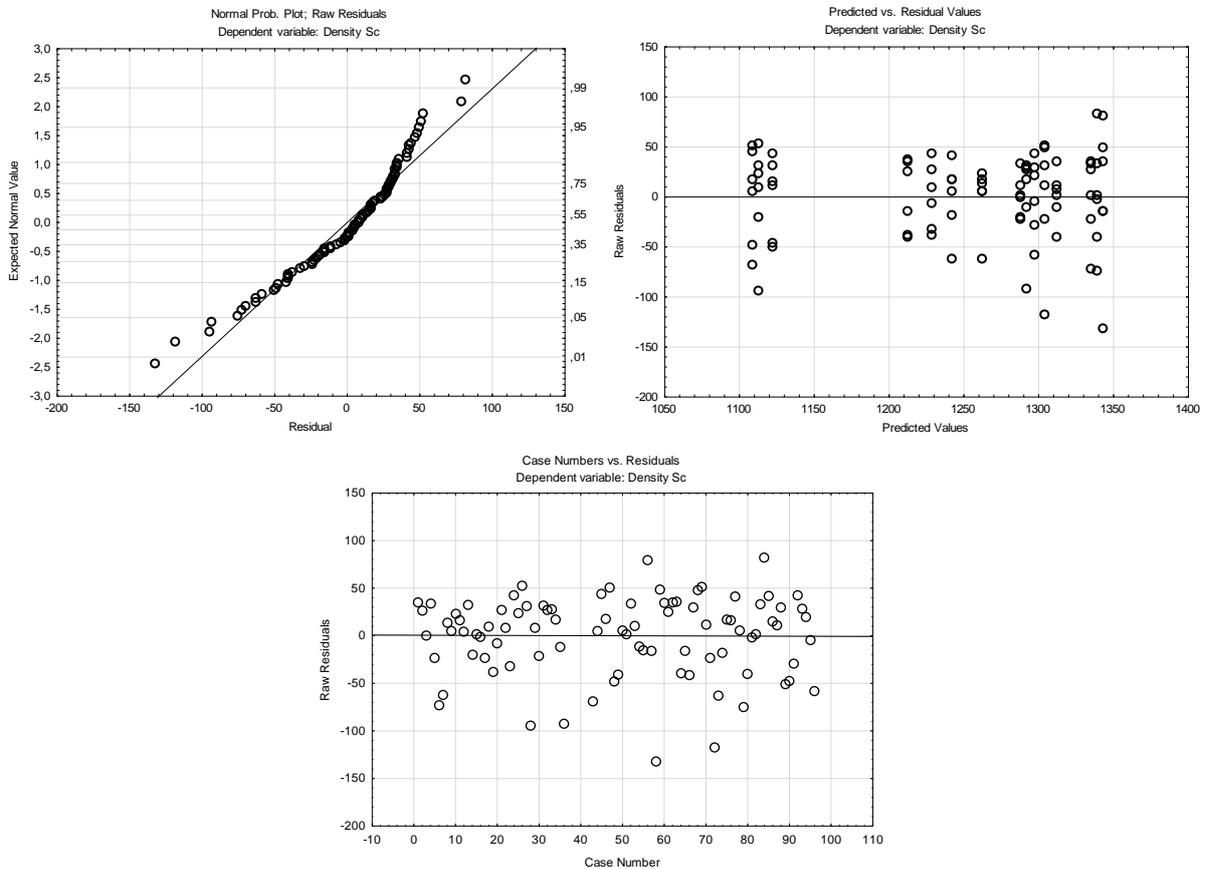 Normal Prob. Plot; Raw Residuals
Dependent variable: Density Sc
3,0
2,5
2,0
1,5
1,0
0,5
0,0
-0,5
-1,0
-1,5
-2,0
-2,5
-3,0
Expected Normal Value
,99
,95
,75
,55
,35
,15
,05
,01
-200 -150 -100 -50 0 50 100 150
Residual
Predicted vs. Residual Values
Dependent variable: Density Sc
150
100
50
0
-50
-100
-150
-200
Raw Residuals
1050 1100 1150 1200 1250 1300 1350 1400
Predicted Values
Case Numbers vs. Residuals
Dependent variable: Density Sc
150
100
50
0
-50
-100
-150
-200
Raw Residuals
-10 0 10 20 30 40 50 60 70 80 90 100 110
Case Number